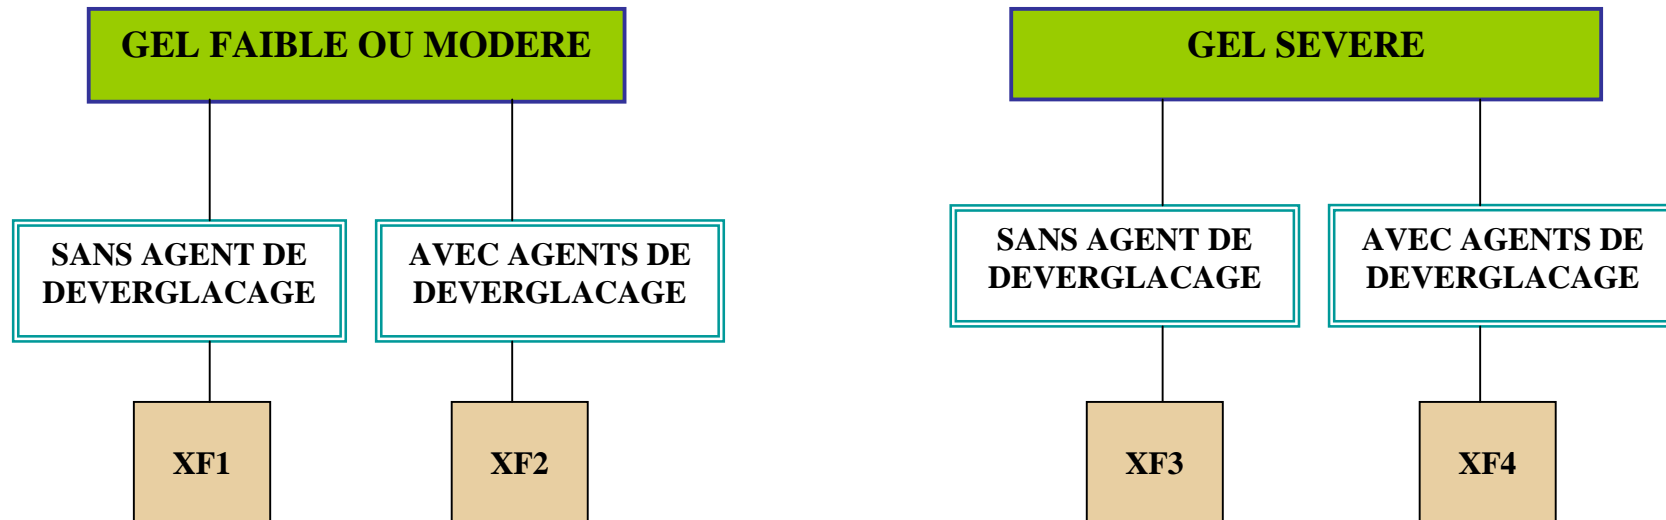 GEL FAIBLE OU MODERE
GEL SEVERE
SANS AGENT DE
DEVERGLACAGE
AVEC AGENTS DE
DEVERGLACAGE
SANS AGENT DE
DEVERGLACAGE
AVEC AGENTS DE
DEVERGLACAGE
XF1
XF2
XF3
XF4